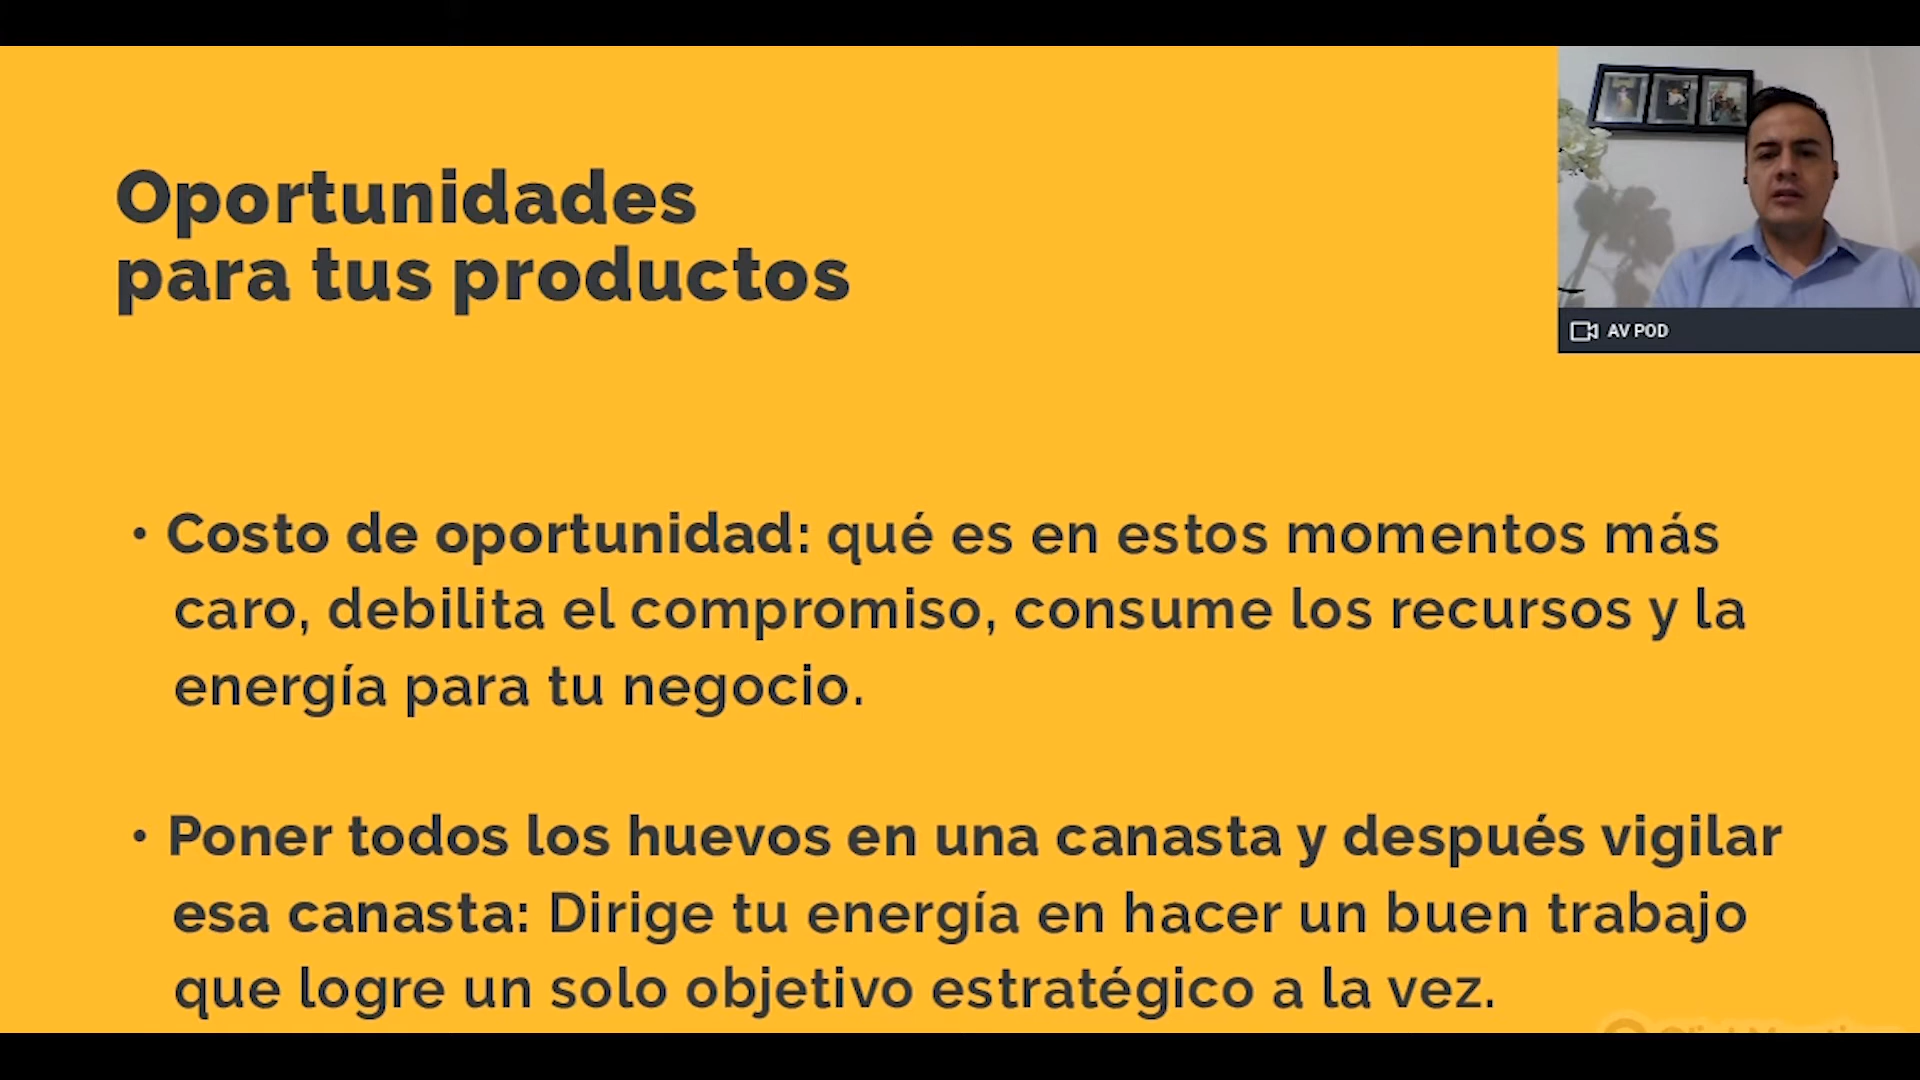 Oportunidades
para tus productos
AV POD
• Costo de oportunidad: qué es en estos momentos más
caro, debilita el compromiso, consume los recursos y la
energía para tu negocio.
• Poner todos los huevos en una canasta y después vigilar
esa canasta: Dirige tu energía en hacer un buen trabajo
que logre un solo objetivo estratégico a la vez.